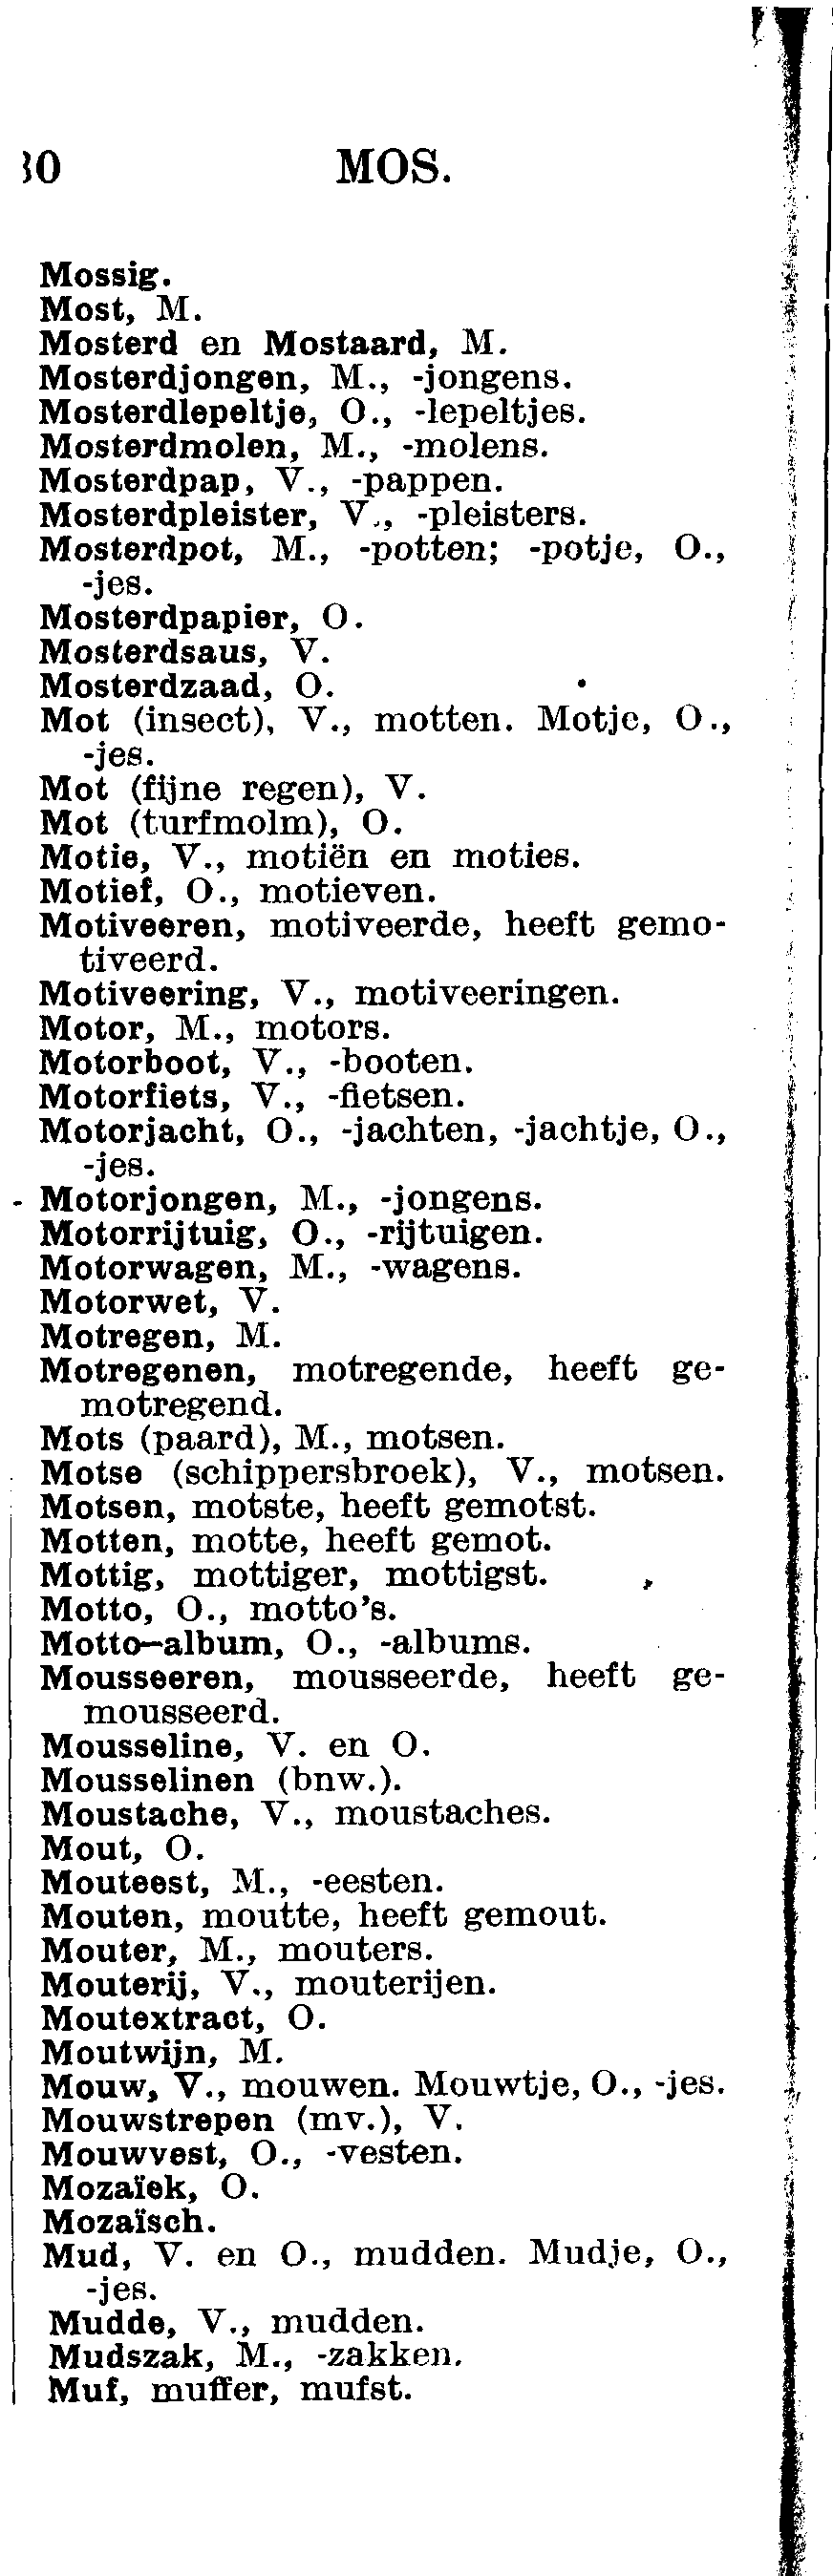 30 MOS.
Mossig.
Most, M.
Mosterd en Mostaard, M.
Mosterdjongen, M., -jongens.
Mosterdlepeltje, O., -lepeltjes.
Mosterdmolen, M., -molens.
Mosterdpap, V., -pappen.
Mosterdpleister, V., -pleisters.
Mosterdpot, M., -potten; -potje, O.,
-jes.
Mosterdpapier, O.
Mosterdsaus, V.
Mosterdzaad, O.
Mot (insect), V., motten. Motje, O.,
-jes.
Mot (fijne regen), V.
Mot (turfmolm), O.
Motie, V., motiën en moties.
Motief, O., motieven.
Motiveeren, motiveerde, heeft gemo-
tiveerd.
Motiveering, V., motiveeringen.
Motor, M., motors.
Motorboot, V., -booten.
Motorfiets, V., -fietsen.
Motorjacht, O., -jachten, -jachtje, O.,
-jes.
Motorjongen, M., -jongens.
Motorrijtuig, O., -rijtuigen.
Motorwagen, M., -wagens.
Motorwet, V.
Motregen, M.
Motregenen, motregende, heeft ge-
motregend.
Mots (paard), M., motsen.
Motse (schippersbroek), V., motsen.
Motsen, motste, heeft gemotst.
Motten, motte, heeft gemot.
Mottig, mottiger, mottigst.
Motto, O., motto's.
Motto-album, O., -albums.
Mousseeren, mousseerde, heeft ge-
mousseerd.
Mousseline, V. en O.
Mousselinen (bnw.).
Moustache, V., moustaches.
Mout, O.
Mouteest, M., -eesten.
Mouten, moutte, heeft gemout.
Mouter, M., mouters.
Mouterij, V., mouterijen.
Moutextract, O.
Moutwijn, M.
Mouw, V., mouwen. Mouwtje, O., -jes.
Mouwstrepen (mv.), V.
Mouwvest, O., -vesten.
Mozaïek, O.
Mozaïsch.
Mud, V. en O., mudden. Mudje, O.,
-jes.
Mudde, V., mudden.
Mudszak, M., -zakken.
Muf, muffer, mufst.